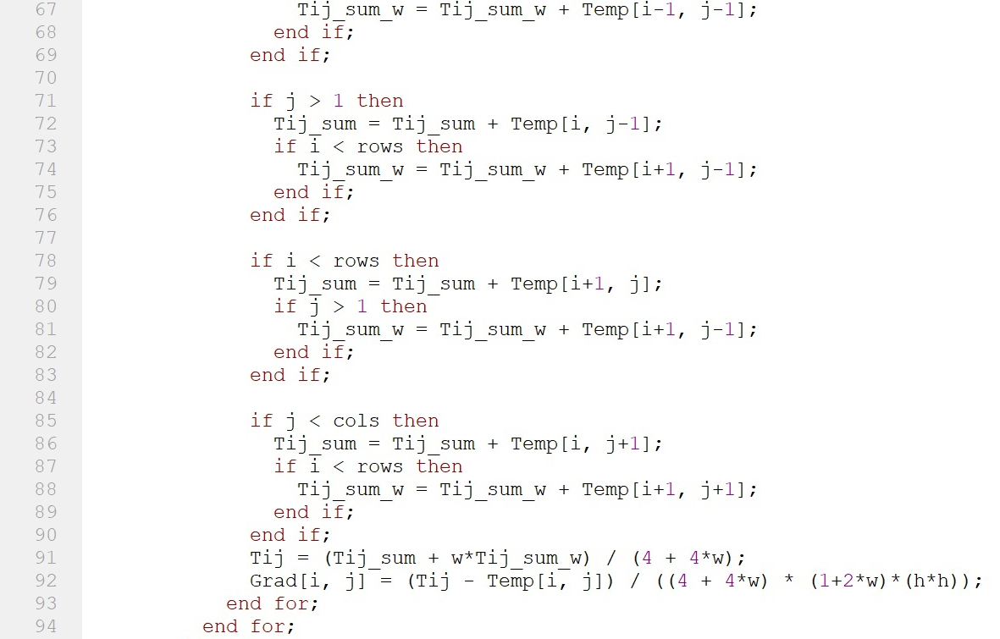 67 Tij_sum_w = Tij_sum_w + Temp[i-1, j-1];
68 end if;
69 end if;
70
71 if j > 1 then
72 Tij_sum = Tij_sum + Temp[i, j-1];
73 if i < rows then
74 Tij_sum_w = Tij_sum_w + Temp[i+1, j-1];
75 end if;
76 end if;
77
78 if i < rows then
79 Tij_sum = Tij_sum + Temp[i+1, j];
80 if j > 1 then
81 Tij_sum_w = Tij_sum_w + Temp[i+1, j-1];
82 end if;
83 end if;
84
85 if j < cols then
86 Tij_sum = Tij_sum + Temp[i, j+1];
87 if i < rows then
88 Tij_sum_w = Tij_sum_w + Temp[i+1, j+1];
89 end if;
90 end if;
91 Tij = (Tij_sum + w*Tij_sum_w) / (4 + 4*w);
92 Grad[i, j] = (Tij - Temp[i, j]) / ((4 + 4*w) * (1+2*w)*(h*h));
93 end for;
94 end for;